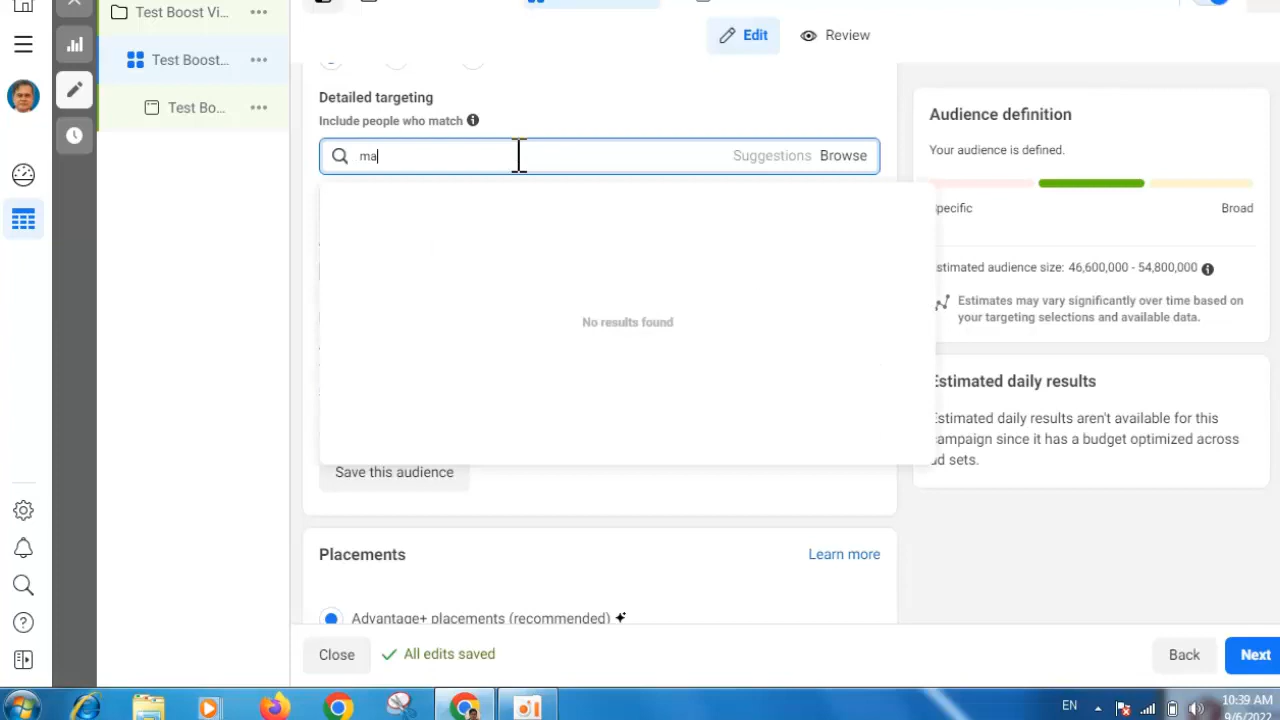 Test Boost Vi...
Test Boost...
Test Bo...
Edit
Review
Detailed targeting
Include people who match
ma
Suggestions
Browse
No results found
Save this audience
Placements
Learn more
Advantage+ placements (recommended)
Audience definition
Your audience is defined.
Specific
Broad
Estimated audience size: 46,600,000 - 54,800,000
Estimates may vary significantly over time based on
your targeting selections and available data.
Estimated daily results
Estimated daily results aren't available for this
campaign since it has a budget optimized across
ad sets.
Close
All edits saved
Back
Next
EN
10:39 AM
9/6/2022